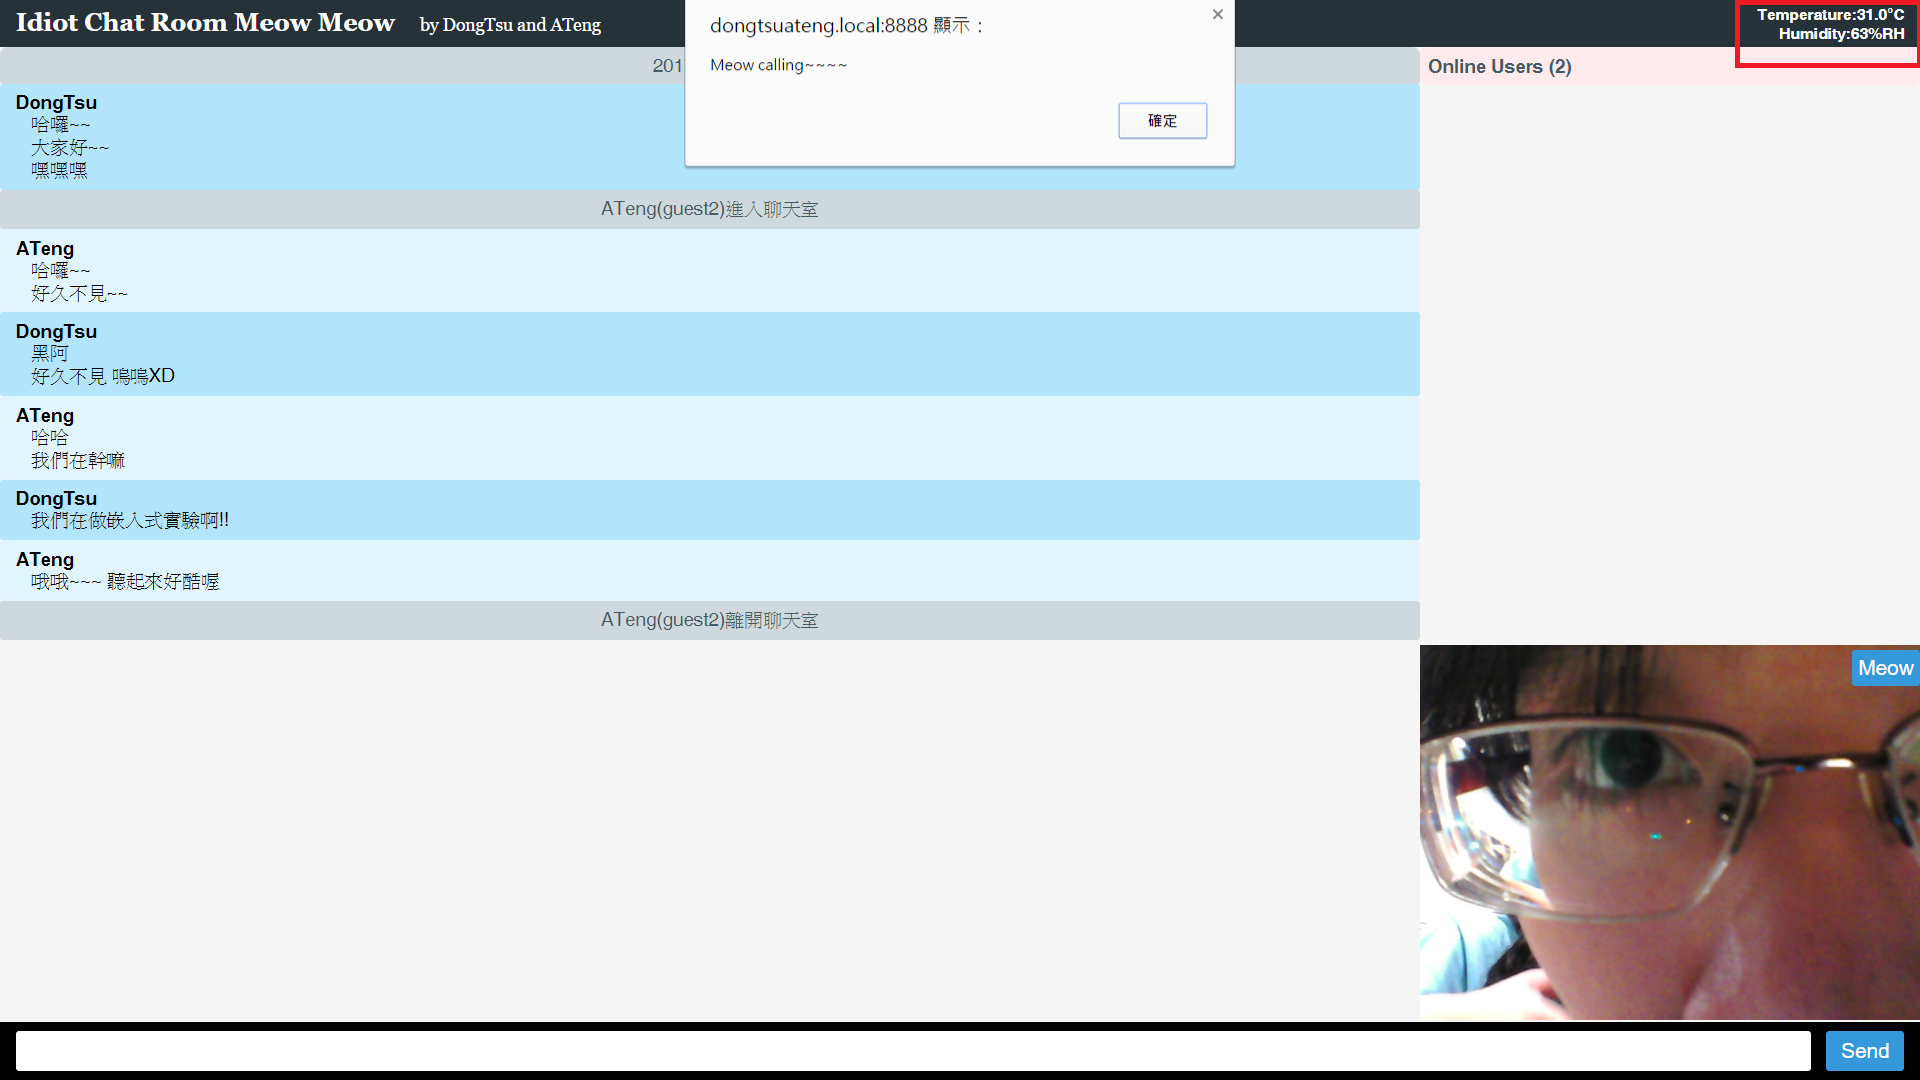 Idiot Chat Room Meow Meow by DongTsu and ATeng
dongtsuateng.local:8888 顯示：
Meow calling~~~~
確定
Temperature:31.0°C
Humidity:63%RH
201
Online Users (2)
DongTsu
哈囉~~
大家好~~
嘿嘿嘿
ATeng(guest2)進入聊天室
ATeng
哈囉~~
好久不見~~
DongTsu
黑阿
好久不見 嗚嗚XD
ATeng
哈哈
我們在幹嘛
DongTsu
我們在做嵌入式實驗啊!!
ATeng
哦哦~~~ 聽起來好酷喔
ATeng(guest2)離開聊天室
Meow
Send